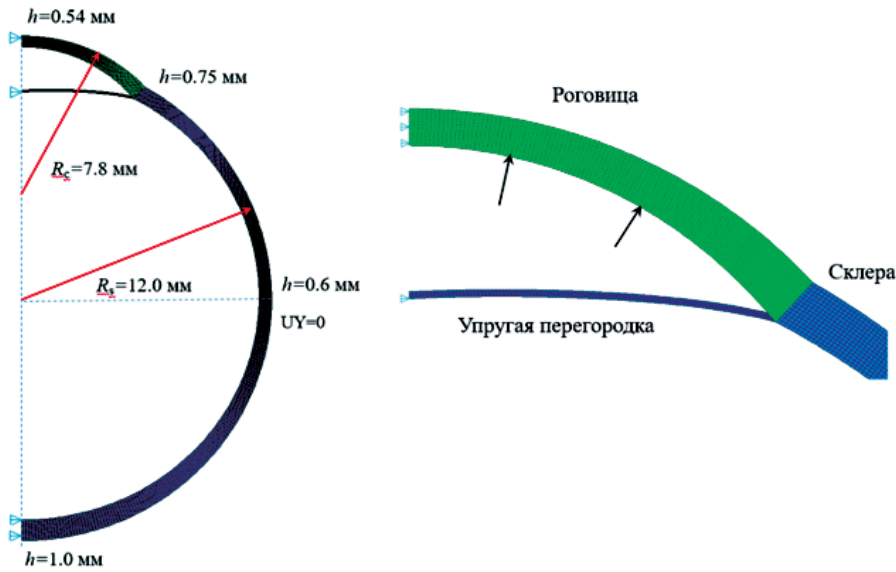 h=0.54 мм
h=0.75 мм
Rc=7.8 мм
Rs=12.0 мм
h=0.6 мм
UY=0
h=1.0 мм
Роговица
Склера
Упругая перегородка